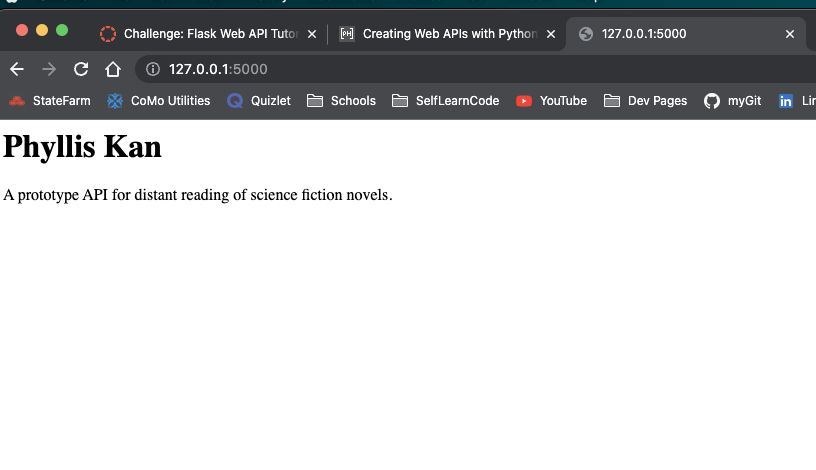 Challenge: Flask Web API Tutor
PH Creating Web APIs with Python
127.0.0.1:5000
127.0.0.1:5000
StateFarm CoMo Utilities Quizlet Schools SelfLearnCode YouTube Dev Pages myGit in Lin
Phyllis Kan
A prototype API for distant reading of science fiction novels.